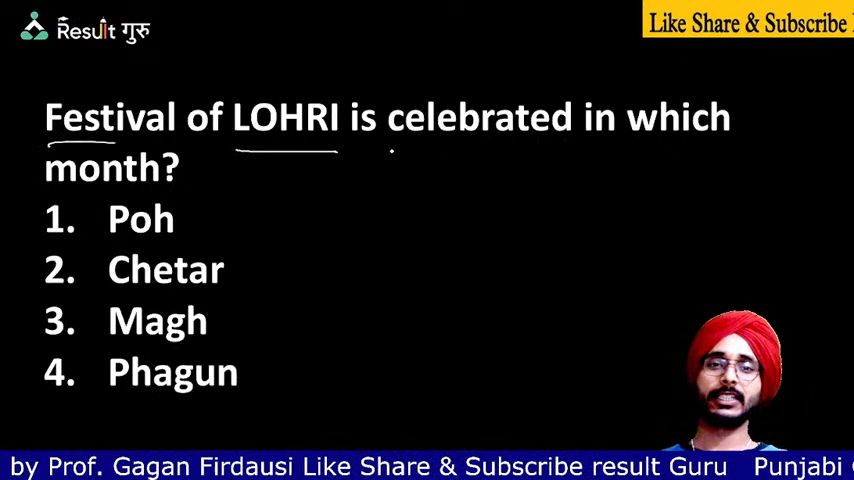 Result गुरु
Like Share & Subscribe
Festival of LOHRI is celebrated in which
month?
1. Poh
2. Chetar
3. Magh
4. Phagun
by Prof. Gagan Firdausi Like Share & Subscribe result Guru Punjabi